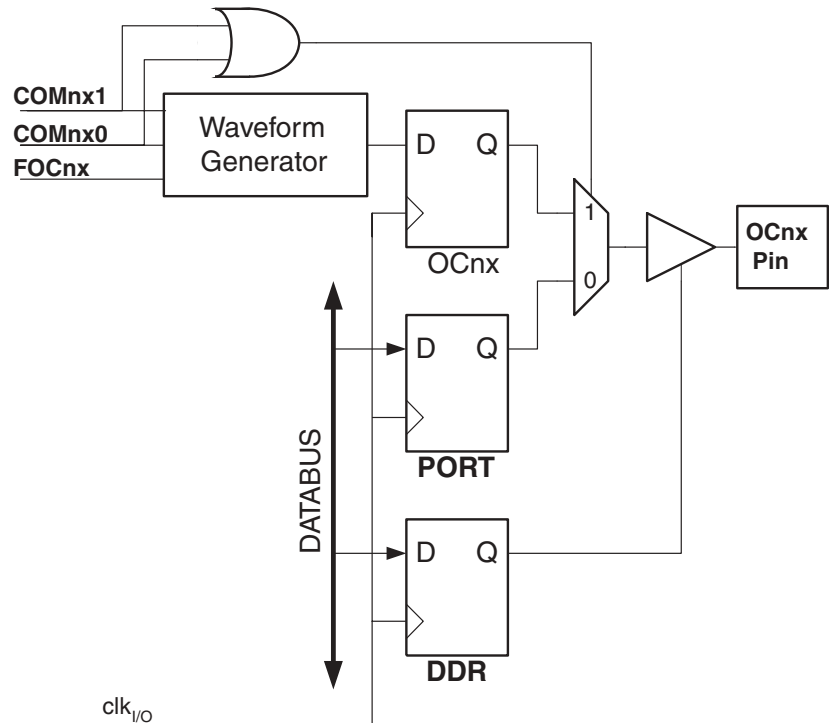 COMnx1
COMnx0
FOCnx
Waveform
Generator
D Q
OCnx
1
0
OCnx
Pin
D Q
PORT
DATABUS
D Q
DDR
clkI/O